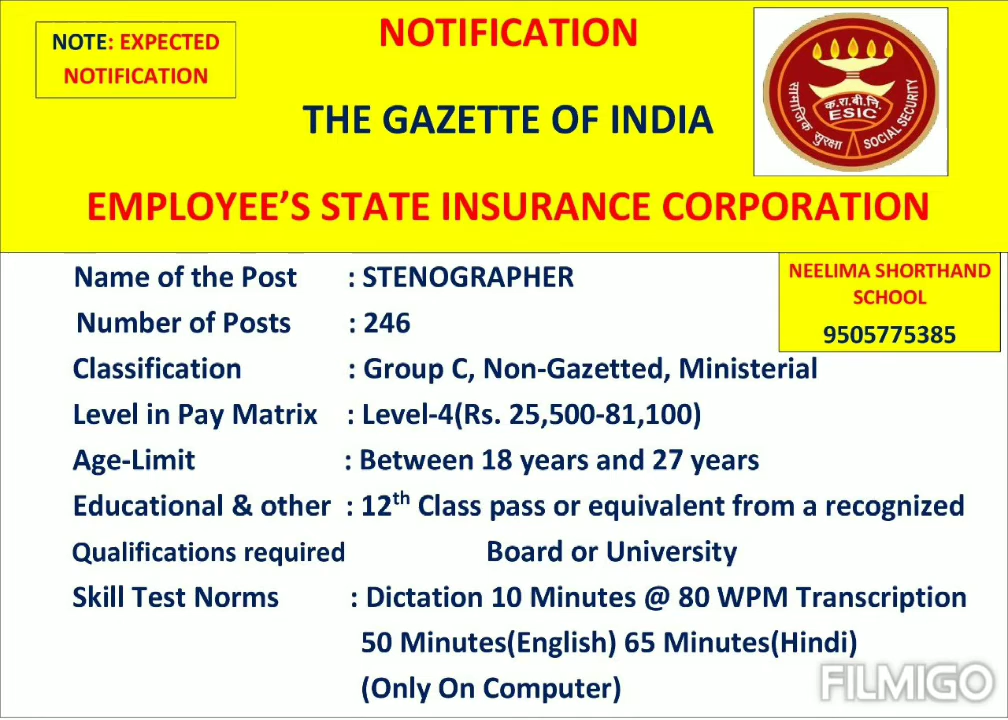 NOTE: EXPECTED
NOTIFICATION
NOTIFICATION
THE GAZETTE OF INDIA
सामाजिक सुरक्षा
क.रा.बी.नि.
ESIC
SOCIAL SECURITY
EMPLOYEE'S STATE INSURANCE CORPORATION
NEELIMA SHORTHAND
SCHOOL
9505775385
Name of the Post : STENOGRAPHER
Number of Posts : 246
Classification : Group C, Non-Gazetted, Ministerial
Level in Pay Matrix : Level-4(Rs. 25,500-81,100)
Age-Limit : Between 18 years and 27 years
Educational & other : 12th Class pass or equivalent from a recognized
Qualifications required Board or University
Skill Test Norms : Dictation 10 Minutes @ 80 WPM Transcription
50 Minutes(English) 65 Minutes(Hindi)
(Only On Computer)
FILMIGO